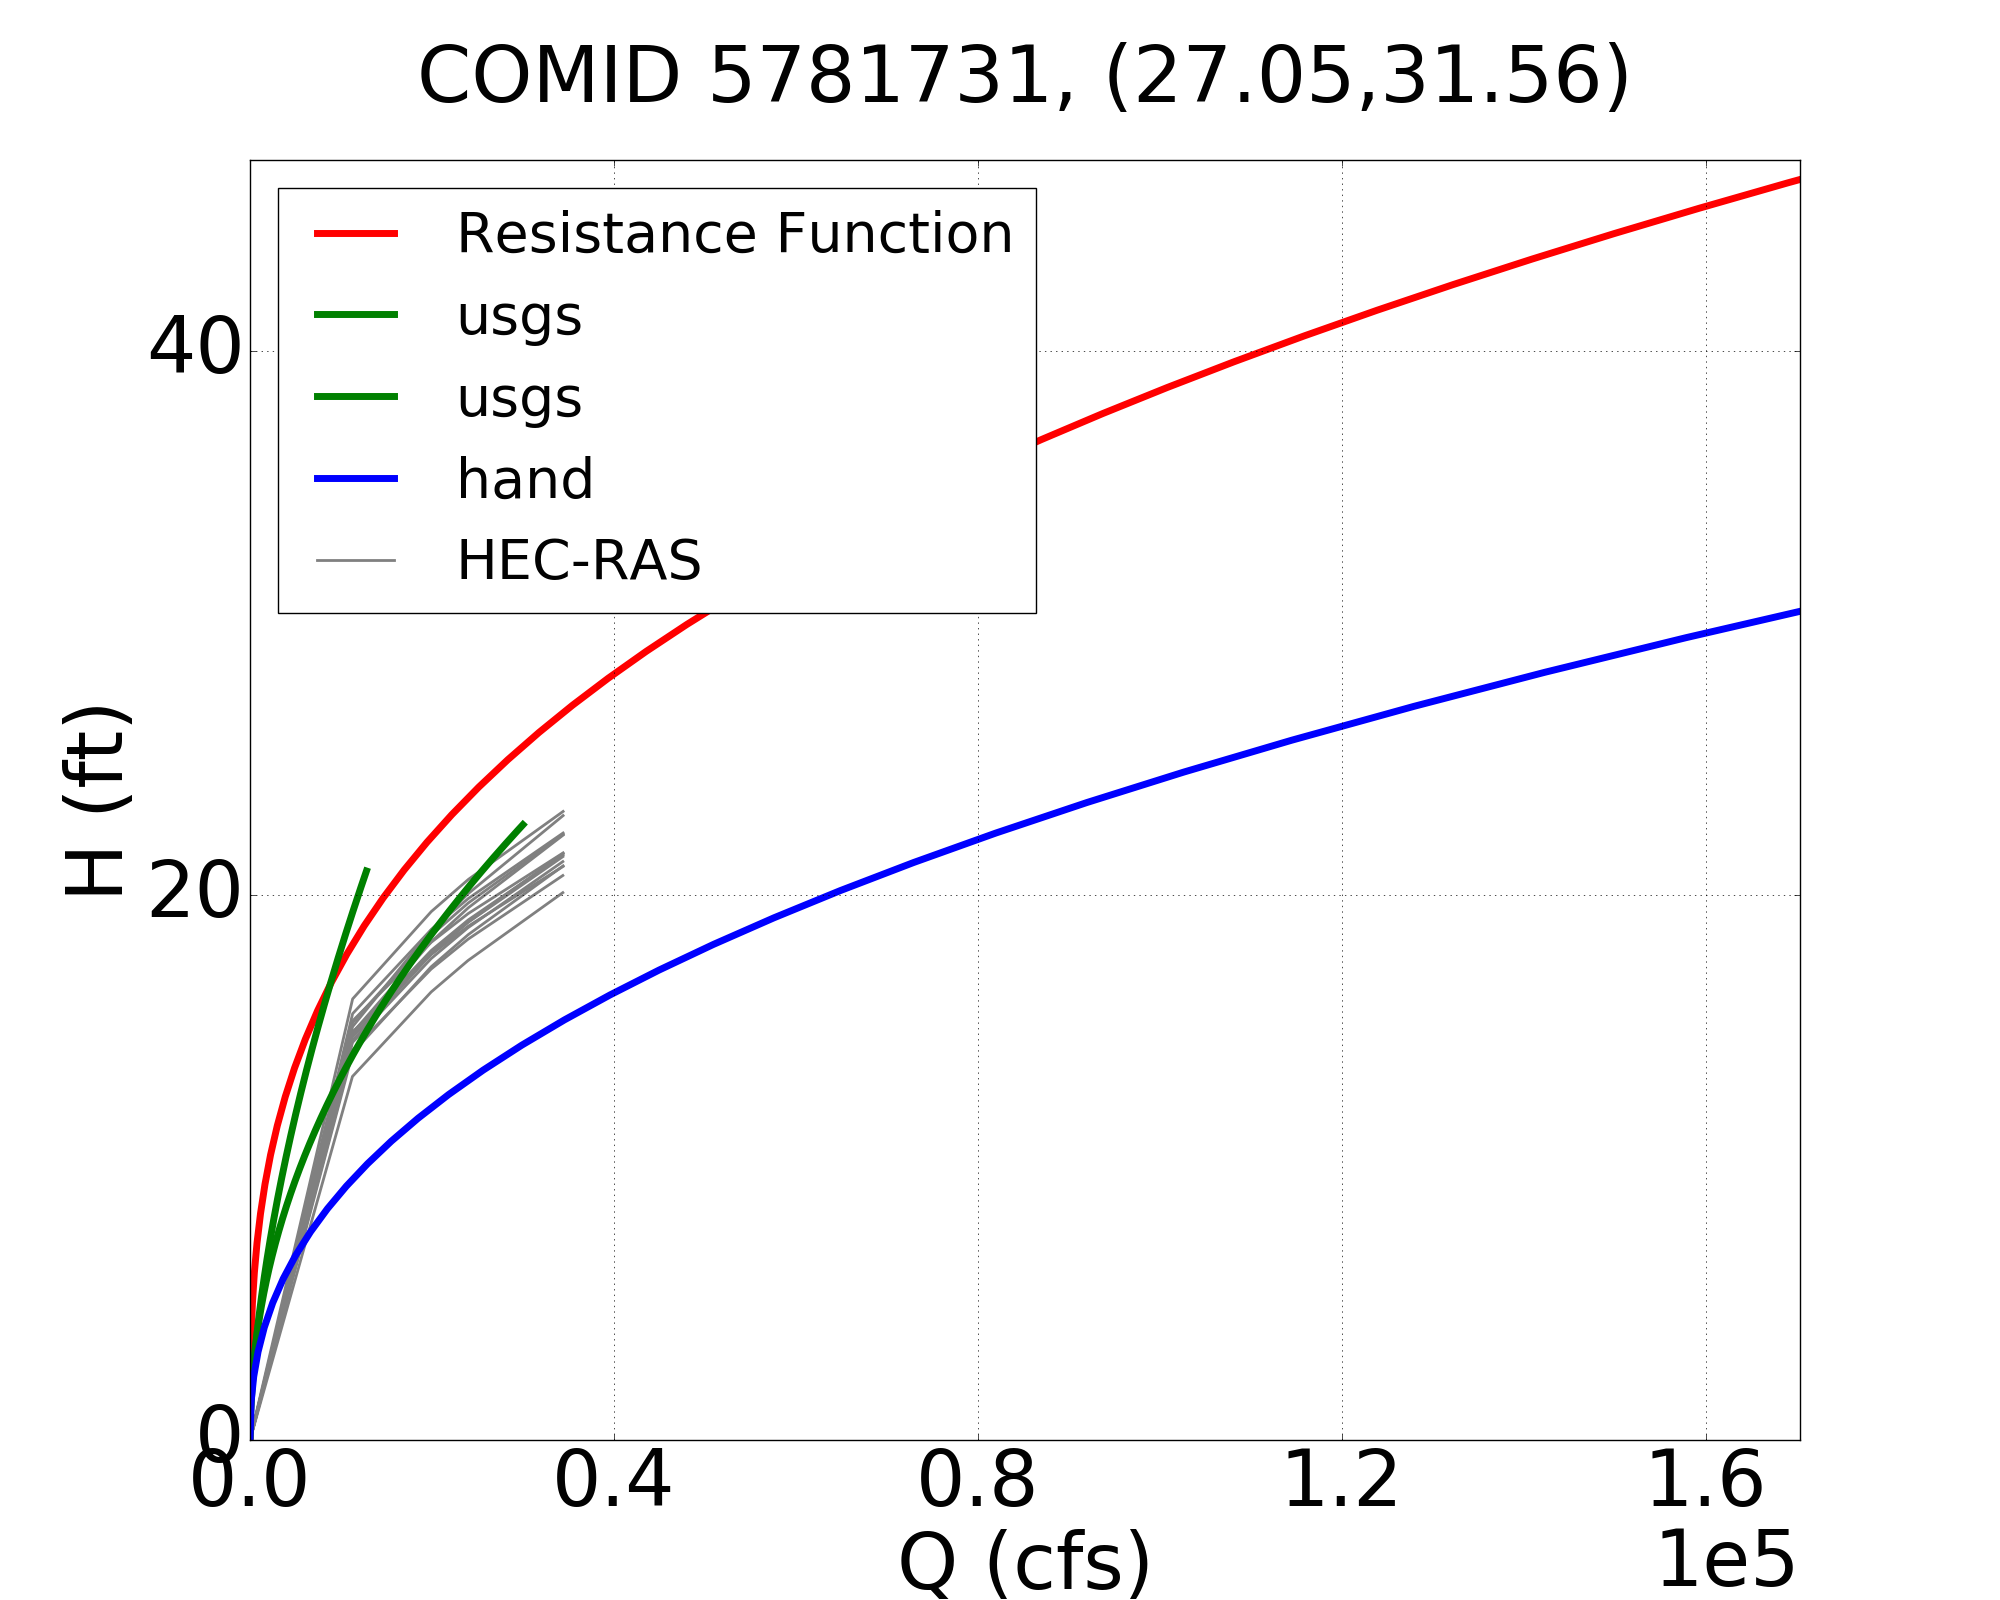 COMID 5781731, (27.05,31.56)
Resistance Function
usgs
usgs
hand
HEC-RAS
40
20
0
H (ft)
0.0 0.4 0.8 1.2 1.6
1e5
Q (cfs)